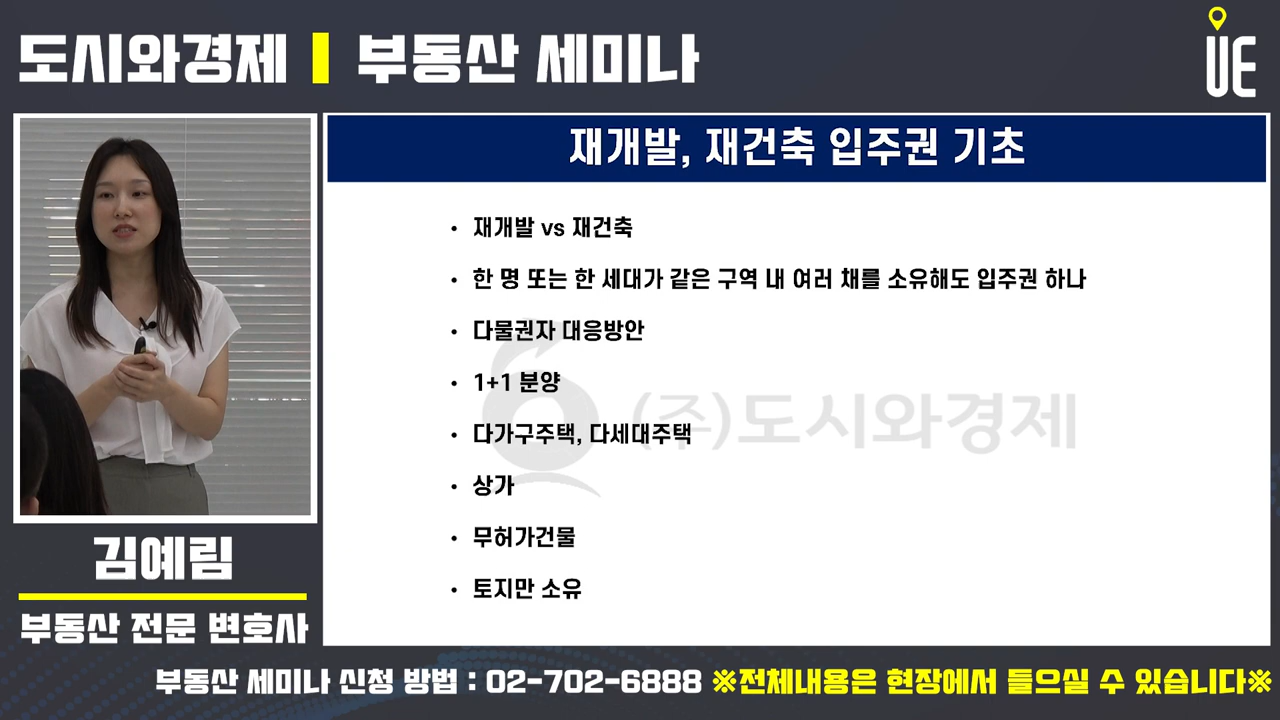 도시와경제 부동산 세미나
UE
재개발, 재건축 입주권 기초
• 재개발 vs 재건축
• 한 명 또는 한 세대가 같은 구역 내 여러 채를 소유해도 입주권 하나
• 다물권자 대응방안
• 1+1 분양
• 다가구주택, 다세대주택
(주)도시와경제
• 상가
• 무허가건물
• 토지만 소유
김예림
부동산 전문 변호사
부동산 세미나 신청 방법 : 02-702-6888 ※전체내용은 현장에서 들으실 수 있습니다※